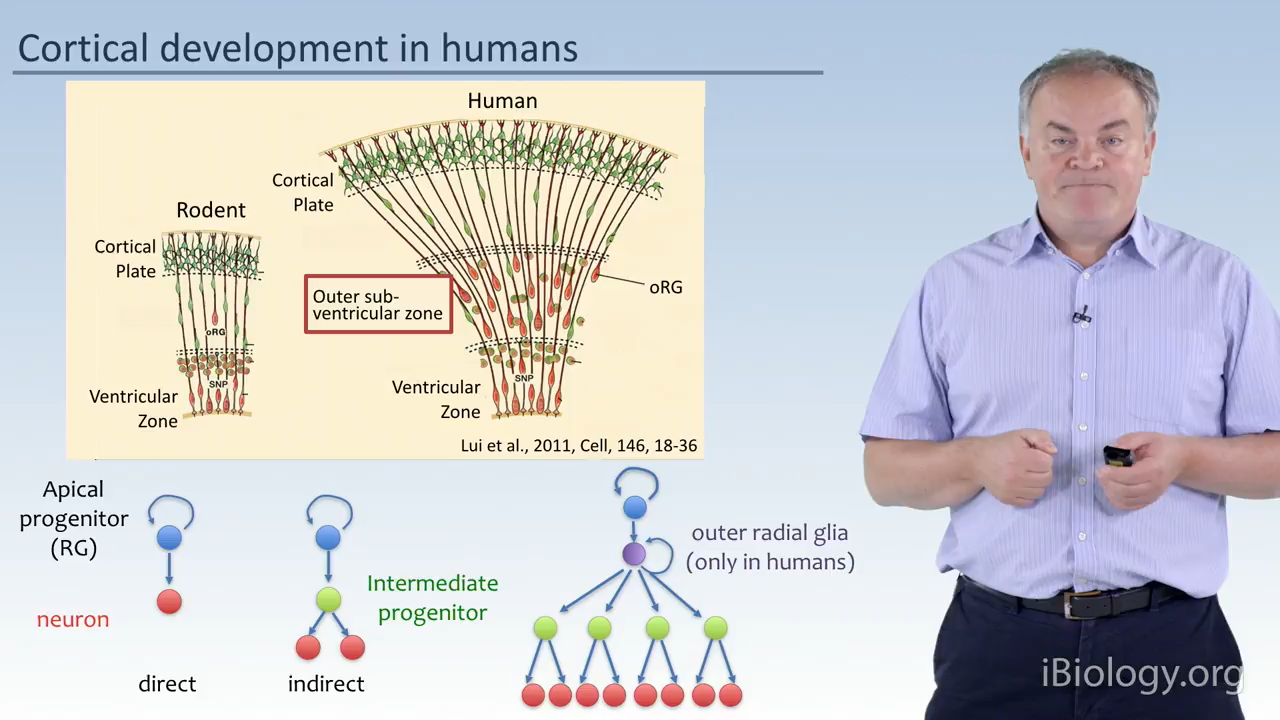 Cortical development in humans
Human
Cortical
Plate
Rodent
Cortical
Plate
Outer sub-
ventricular zone
oRG
oRG
SNP
SNP
Ventricular
Zone
Ventricular
Zone
Lui et al., 2011, Cell, 146, 18-36
Apical
progenitor
(RG)
neuron
direct
Intermediate
progenitor
indirect
outer radial glia
(only in humans)
iBiology.org